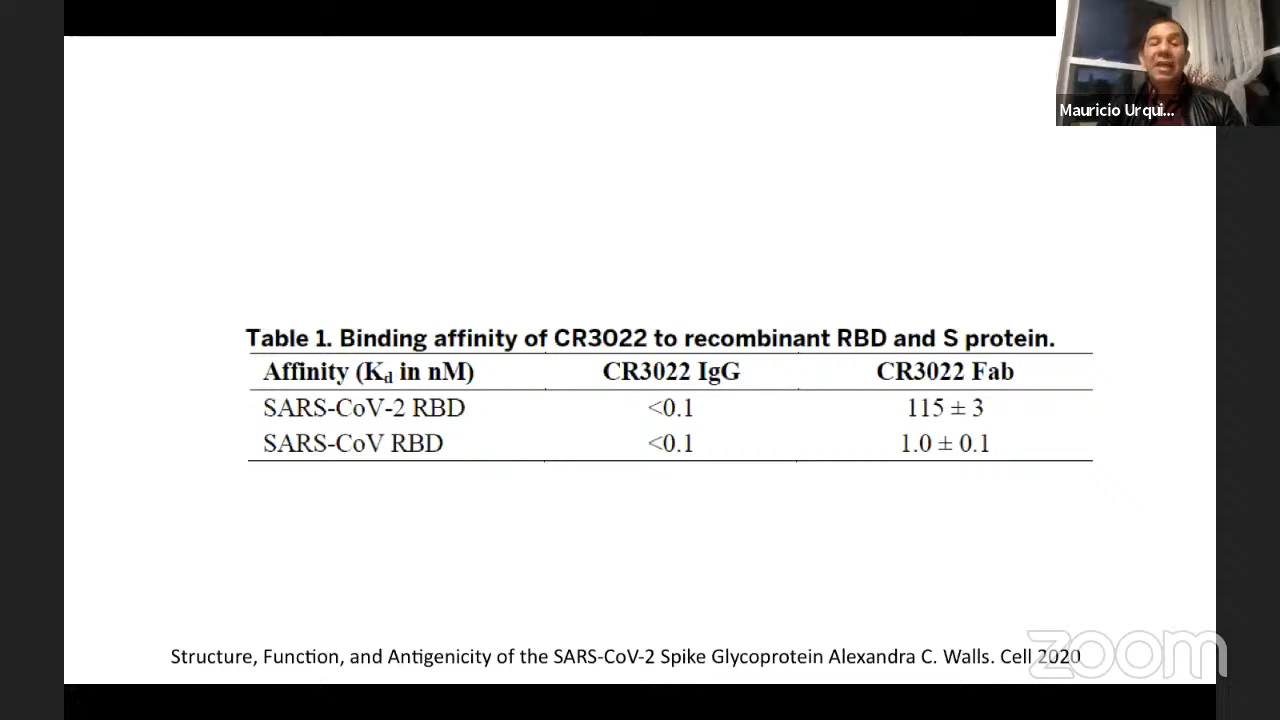 Mauricio Urqui...
Table 1. Binding affinity of CR3022 to recombinant RBD and S protein.
Affinity (Kd in nM) CR3022 IgG CR3022 Fab
SARS-CoV-2 RBD <0.1 115 ± 3
SARS-CoV RBD <0.1 1.0 ± 0.1
Structure, Function, and Antigenicity of the SARS-CoV-2 Spike Glycoprotein Alexandra C. Walls. Cell 2020
zoom